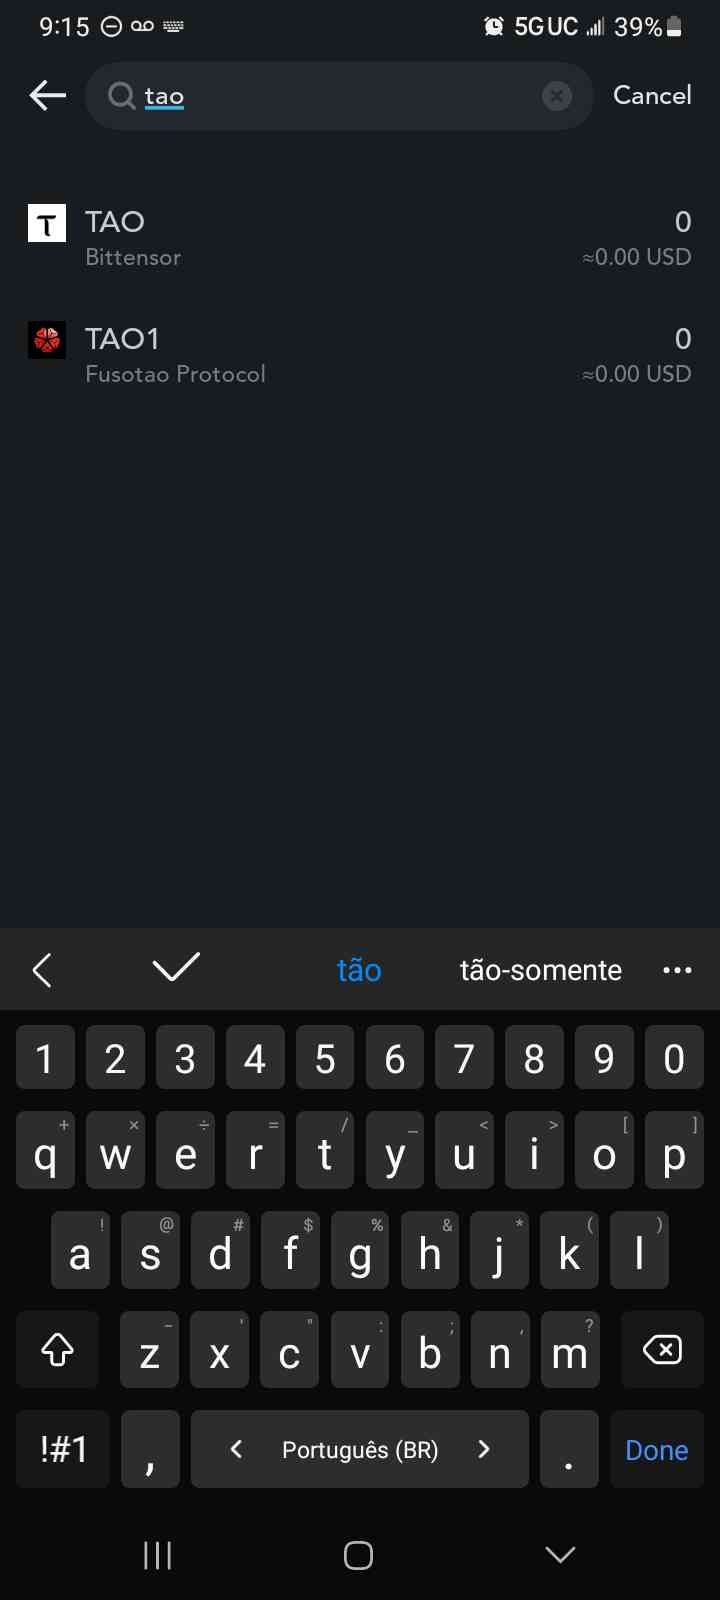 9:15 5G UC 39%
tao Cancel
TAO 0
Bittensor ≈0.00 USD
TAO1 0
Fusotao Protocol ≈0.00 USD
tão tão-somente
1 2 3 4 5 6 7 8 9 0
+ × ÷ = / _ < > [ ]
q w e r t y u i o p
! @ # $ % & * ( )
a s d f g h j k l
- ' " : ; , ?
z x c v b n m
!#1 , < Português (BR) > . Done